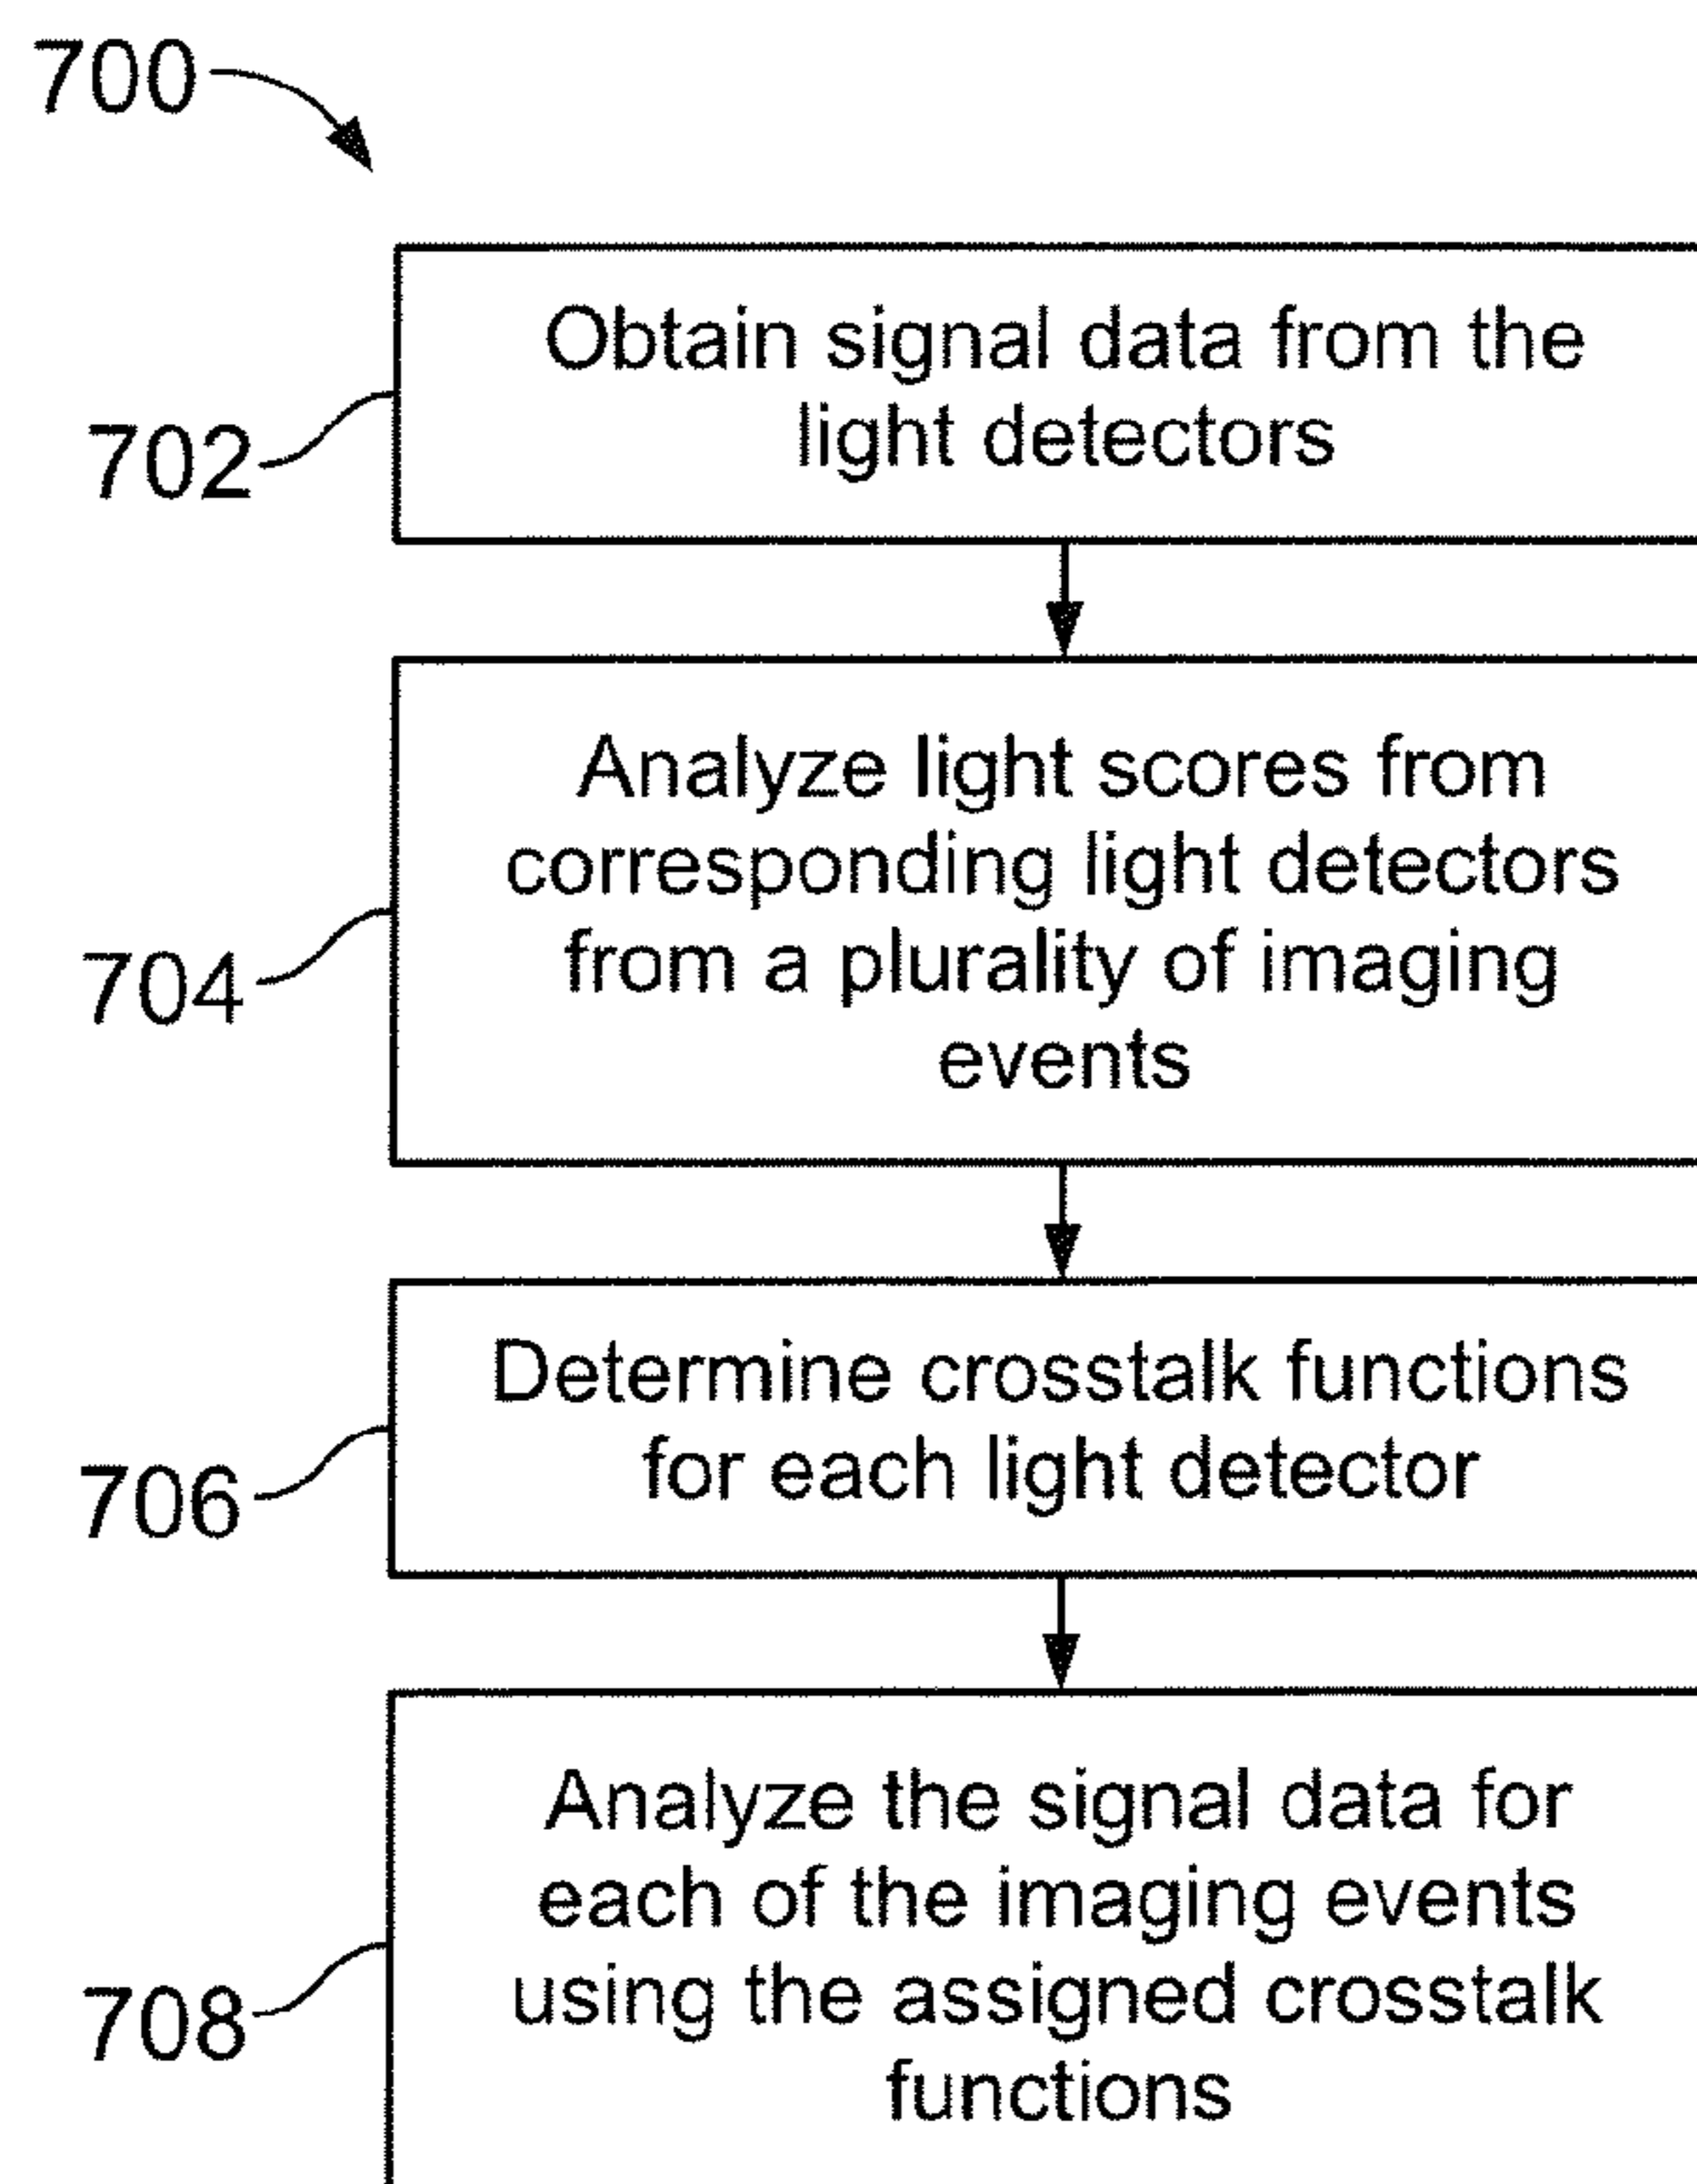 700
Obtain signal data from the
light detectors
702
Analyze light scores from
corresponding light detectors
from a plurality of imaging
events
704
Determine crosstalk functions
for each light detector
706
Analyze the signal data for
each of the imaging events
using the assigned crosstalk
functions
708